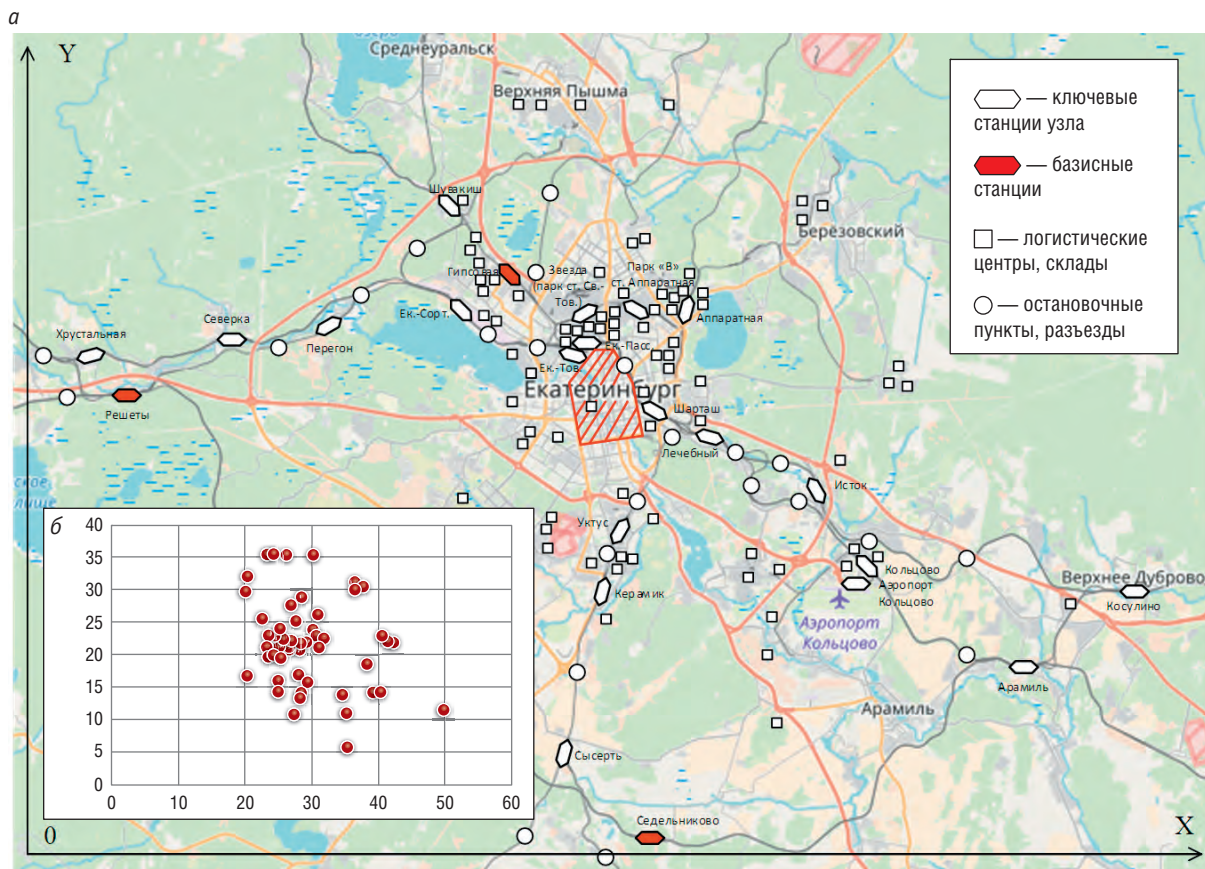 а
Y
Среднеуральск
Верхняя Пышма
— ключевые
станции узла
— базисные
станции
— логистические
центры, склады
— остановочные
пункты, разъезды
Шувакиш
Берёзовский
Гипсовая
Звезда
(парк ст. Св.-
Тов.)
Парк «В»
ст. Аппаратная
Ек.-Сорт.
Аппаратная
Хрустальная
Северка
Перегон
Ек.-Пасс.
Ек.-Тов.
Екатеринбург
Решеты
Шарташ
Лечебный
Исток
ское
лище
Уктус
Кольцово
Аэропорт
Кольцово
Верхнее Дуброво
Косулино
Керамик
Аэропорт
Кольцово
Арамиль
Арамиль
Сысерть
Седельниково
X
0
б
40
35
30
25
20
15
10
5
0
0 10 20 30 40 50 60